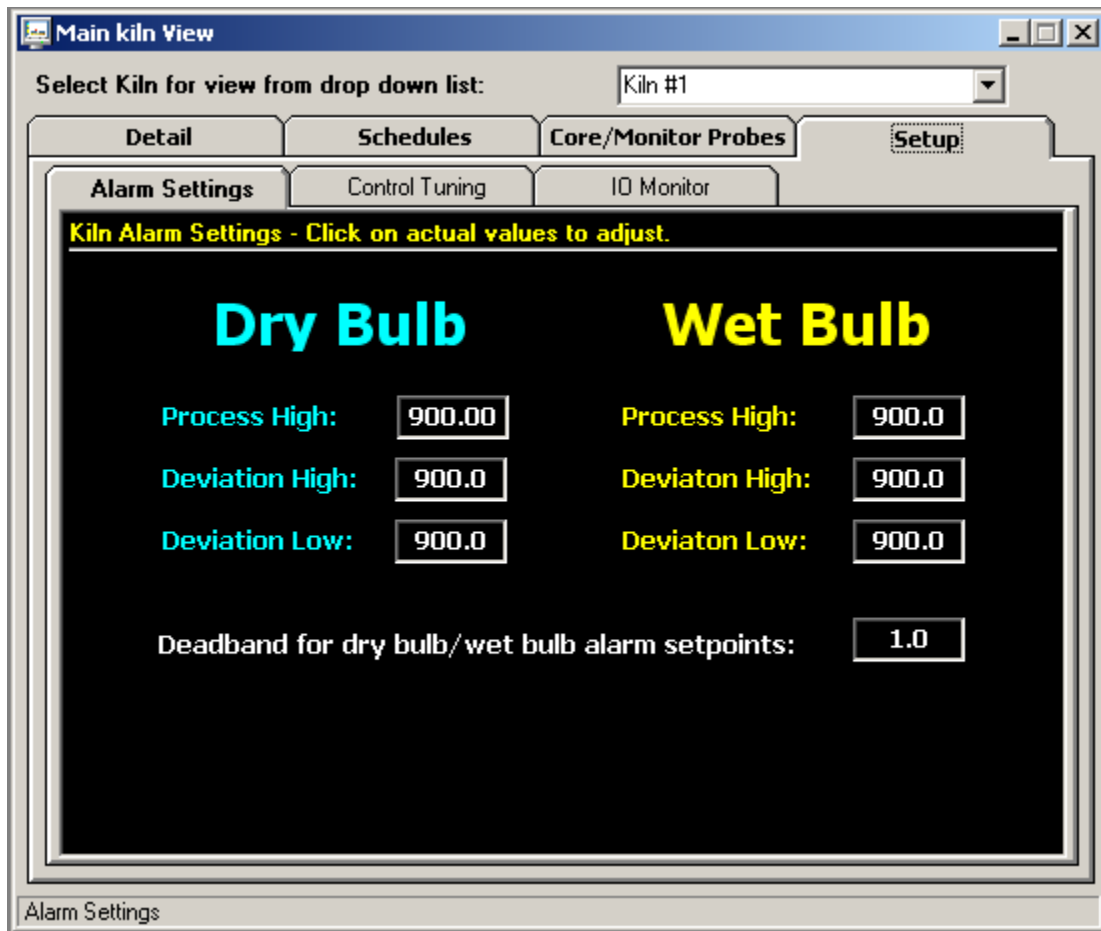 Main kiln View
Select Kiln for view from drop down list: Kiln #1
Detail Schedules Core/Monitor Probes Setup
Alarm Settings Control Tuning IO Monitor
Kiln Alarm Settings - Click on actual values to adjust.
Dry Bulb Wet Bulb
Process High: 900.00 Process High: 900.0
Deviation High: 900.0 Deviaton High: 900.0
Deviation Low: 900.0 Deviaton Low: 900.0
Deadband for dry bulb/wet bulb alarm setpoints: 1.0
Alarm Settings